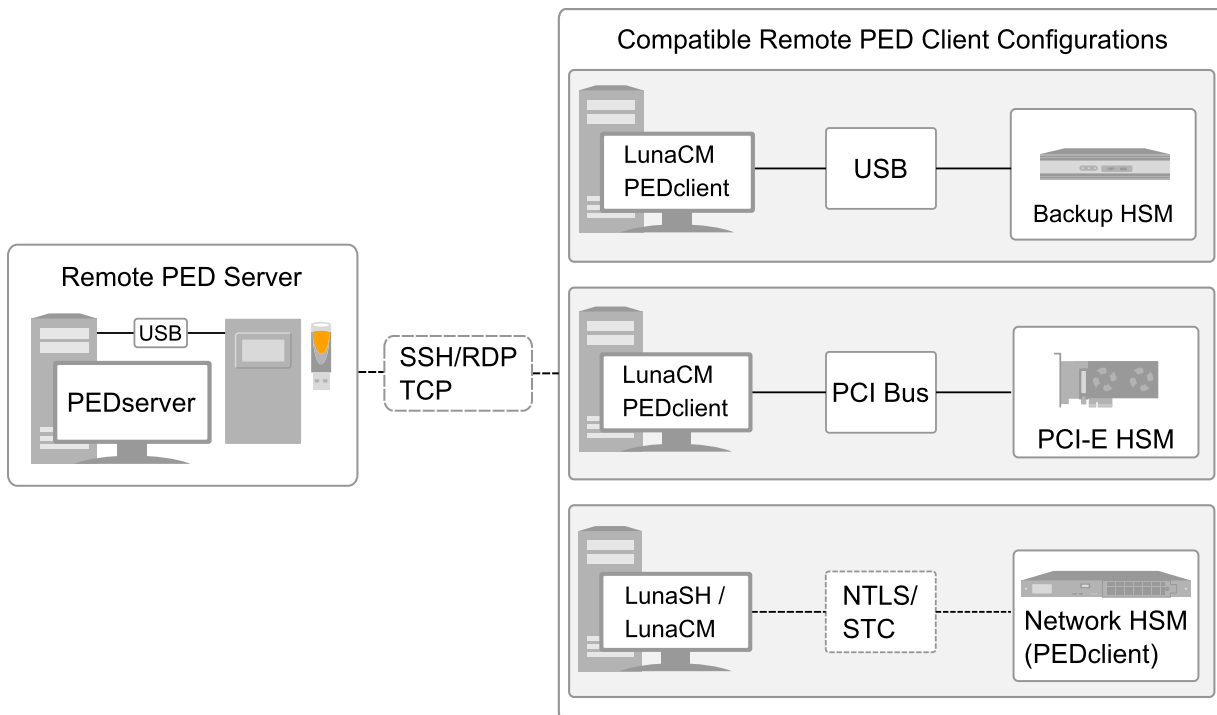 Compatible Remote PED Client Configurations
LunaCM
PEDclient
USB
Backup HSM
Remote PED Server
USB
PEDserver
SSH/RDP
TCP
LunaCM
PEDclient
PCI Bus
PCI-E HSM
LunaSH /
LunaCM
NTLS/
STC
Network HSM
(PEDclient)